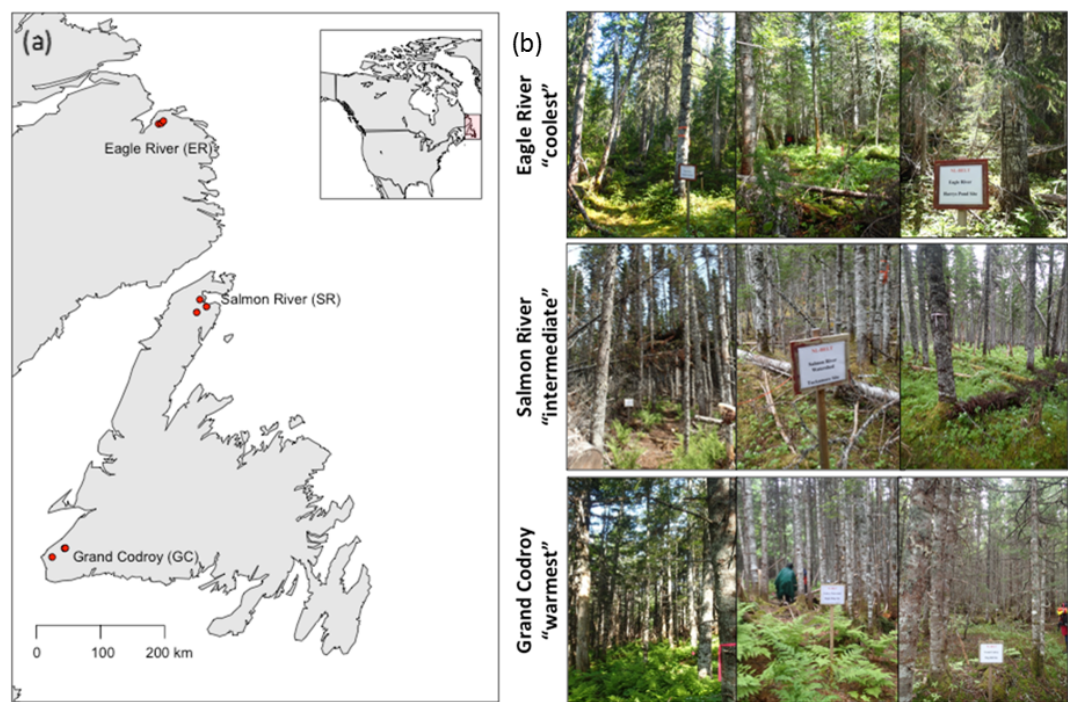 (a)
Eagle River (ER)
Salmon River (SR)
Grand Codroy (GC)
0 100 200 km
(b)
Eagle River
"coolest"
Eagle River
Salmon River
"intermediate"
Salmon River
Watershed
Grand Codroy
"warmest"